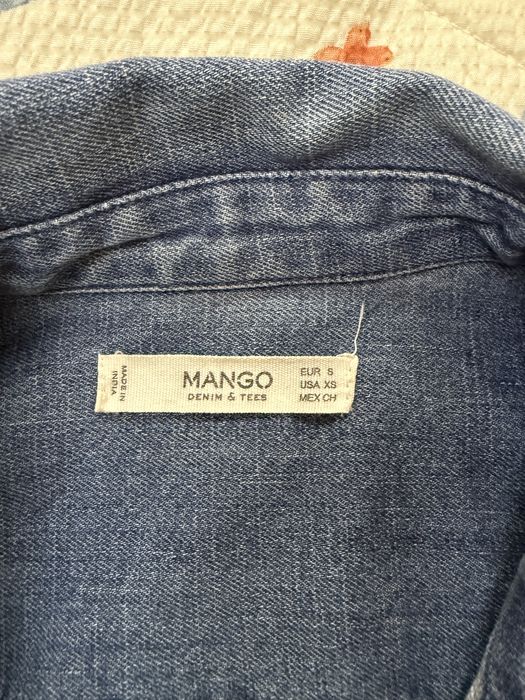 MADE IN
INDIA
MANGO
DENIM & TEES
EUR S
USA XS
MEX CH